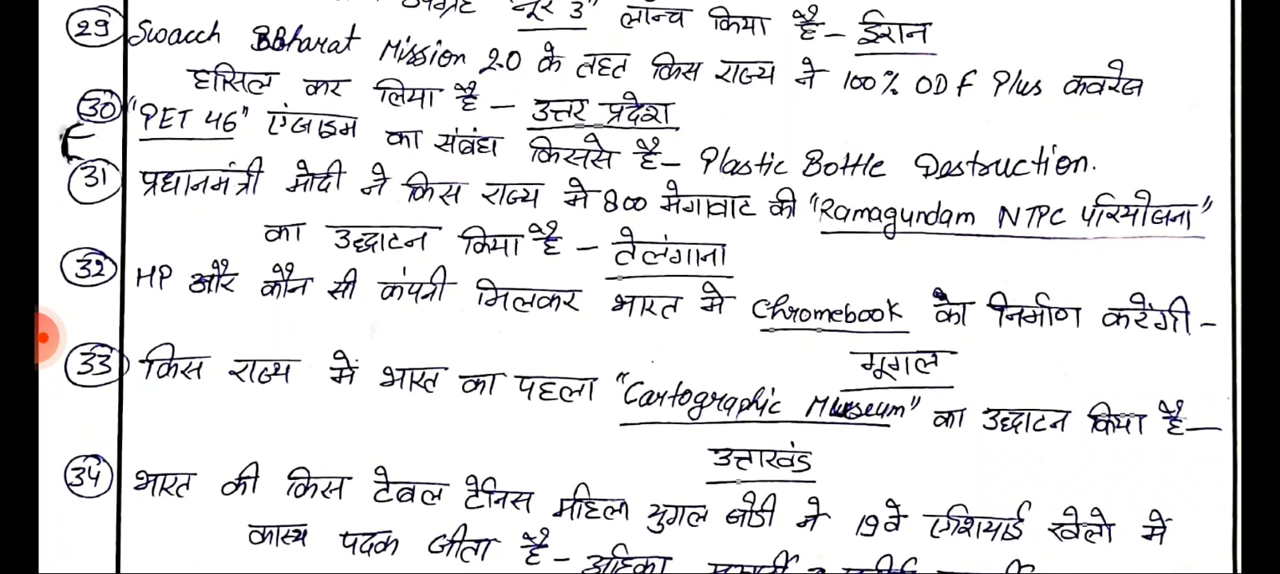 "नूर 3" लॉन्च किया है - ईरान
29 Swacch Bharat Mission 2.0 के तहत किस राज्य ने 100% ODF Plus कवरेज
हासिल कर लिया है - उत्तर प्रदेश
30 "PET 46" एंजाइम का संबंध किससे है - Plastic Bottle Destruction.
31 प्रधानमंत्री मोदी ने किस राज्य मे 800 मेगावाट की "Ramagundam NTPC परियोजना"
का उद्घाटन किया है - तेलंगाना
32 HP और कौन सी कंपनी मिलकर भारत मे Chromebook का निर्माण करेंगी -
गूगल
33 किस राज्य में भारत का पहला "Cartographic Museum" का उद्घाटन किया है -
उत्तराखंड
34 भारत की किस टेबल टेनिस महिला युगल जोडी ने 19वे एशियाई खेलो मे
कास्य पदक जीता है - अहिका